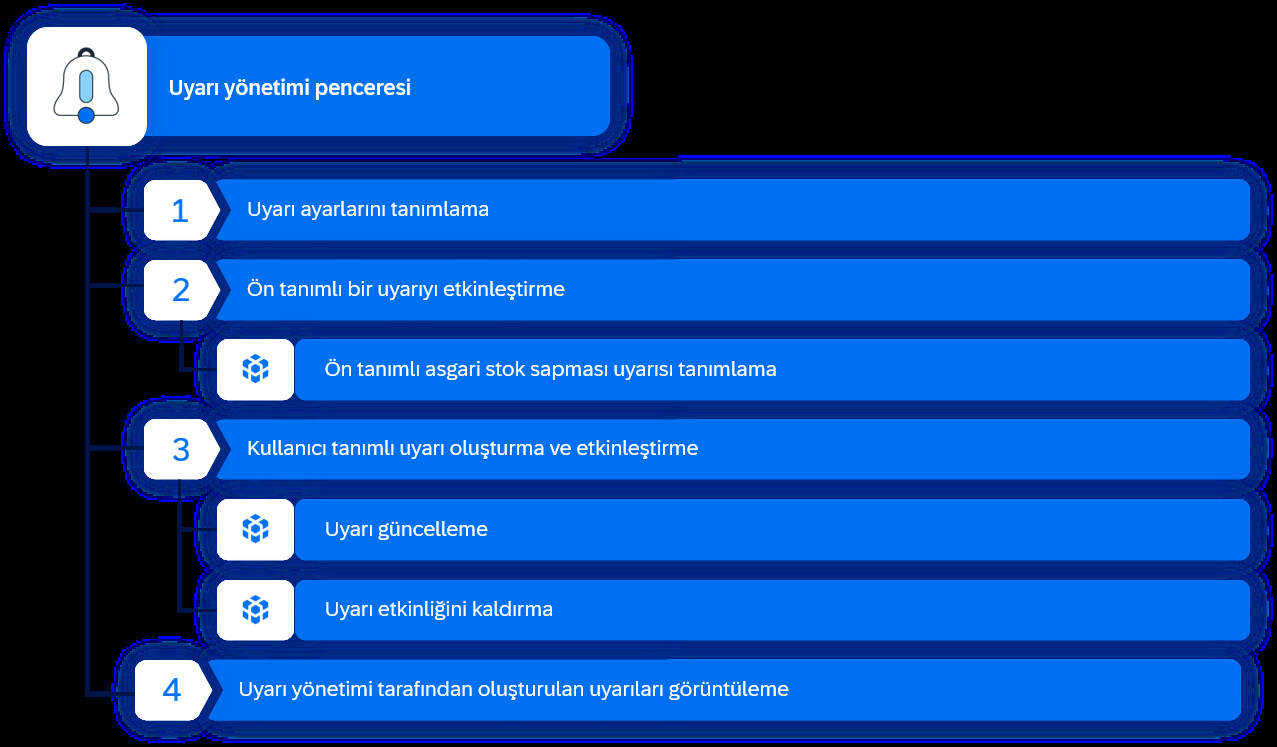 Uyarı yönetimi penceresi
1 Uyarı ayarlarını tanımlama
2 Ön tanımlı bir uyarıyı etkinleştirme
Ön tanımlı asgari stok sapması uyarısı tanımlama
3 Kullanıcı tanımlı uyarı oluşturma ve etkinleştirme
Uyarı güncelleme
Uyarı etkinliğini kaldırma
4 Uyarı yönetimi tarafından oluşturulan uyarıları görüntüleme